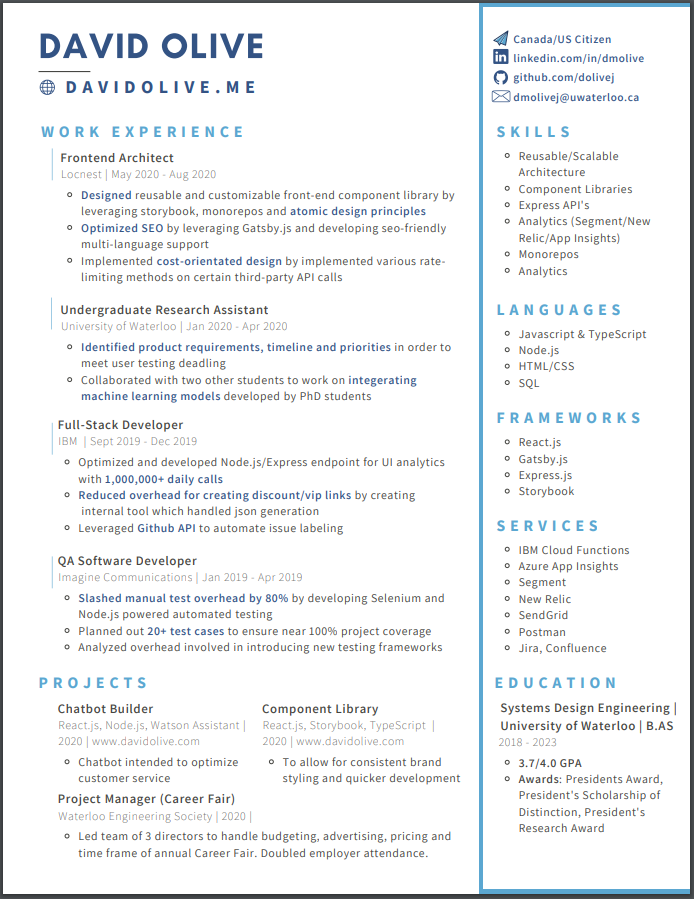 DAVID OLIVE
DAVIDOLIVE.ME
WORK EXPERIENCE
Frontend Architect
Locnest | May 2020 - Aug 2020
Designed reusable and customizable front-end component library by
leveraging storybook, monorepos and atomic design principles
Optimized SEO by leveraging Gatsby.js and developing seo-friendly
multi-language support
Implemented cost-orientated design by implemented various rate-
limiting methods on certain third-party API calls
Undergraduate Research Assistant
University of Waterloo | Jan 2020 - Apr 2020
Identified product requirements, timeline and priorities in order to
meet user testing deadling
Collaborated with two other students to work on integerating
machine learning models developed by PhD students
Full-Stack Developer
IBM | Sept 2019 - Dec 2019
Optimized and developed Node.js/Express endpoint for UI analytics
with 1,000,000+ daily calls
Reduced overhead for creating discount/vip links by creating
internal tool which handled json generation
Leveraged Github API to automate issue labeling
QA Software Developer
Imagine Communications | Jan 2019 - Apr 2019
Slashed manual test overhead by 80% by developing Selenium and
Node.js powered automated testing
Planned out 20+ test cases to ensure near 100% project coverage
Analyzed overhead involved in introducing new testing frameworks
PROJECTS
Chatbot Builder
React.js, Node.js, Watson Assistant |
2020 | www.davidolive.com
Chatbot intended to optimize
customer service
Component Library
React.js, Storybook, TypeScript |
2020 | www.davidolive.com
To allow for consistent brand
styling and quicker development
Project Manager (Career Fair)
Waterloo Engineering Society | 2020 |
Led team of 3 directors to handle budgeting, advertising, pricing and
time frame of annual Career Fair. Doubled employer attendance.
Canada/US Citizen
linkedin.com/in/dmolive
github.com/dolivej
dmolivej@uwaterloo.ca
SKILLS
Reusable/Scalable
Architecture
Component Libraries
Express API's
Analytics (Segment/New
Relic/App Insights)
Monorepos
Analytics
LANGUAGES
Javascript & TypeScript
Node.js
HTML/CSS
SQL
FRAMEWORKS
React.js
Gatsby.js
Express.js
Storybook
SERVICES
IBM Cloud Functions
Azure App Insights
Segment
New Relic
SendGrid
Postman
Jira, Confluence
EDUCATION
Systems Design Engineering |
University of Waterloo | B.AS
2018 - 2023
3.7/4.0 GPA
Awards: Presidents Award,
President's Scholarship of
Distinction, President's
Research Award